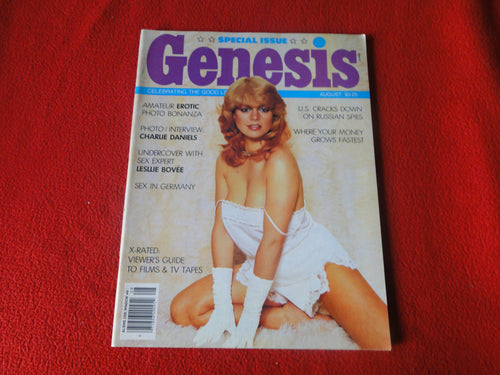 SPECIAL ISSUE
Genesis
CELEBRATING THE GOOD
AUGUST
AMATEUR EROTIC
PHOTO BONANZA
PHOTO/INTERVIEW:
CHARLIE DANIELS
UNDERCOVER WITH
SEX EXPERT
LESLLIE BOVÉE
SEX IN GERMANY
U.S. CRACKS DOWN
ON RUSSIAN SPIES
WHERE YOUR MONEY
GROWS FASTEST
X-RATED:
VIEWER'S GUIDE
TO FILMS & TV TAPES